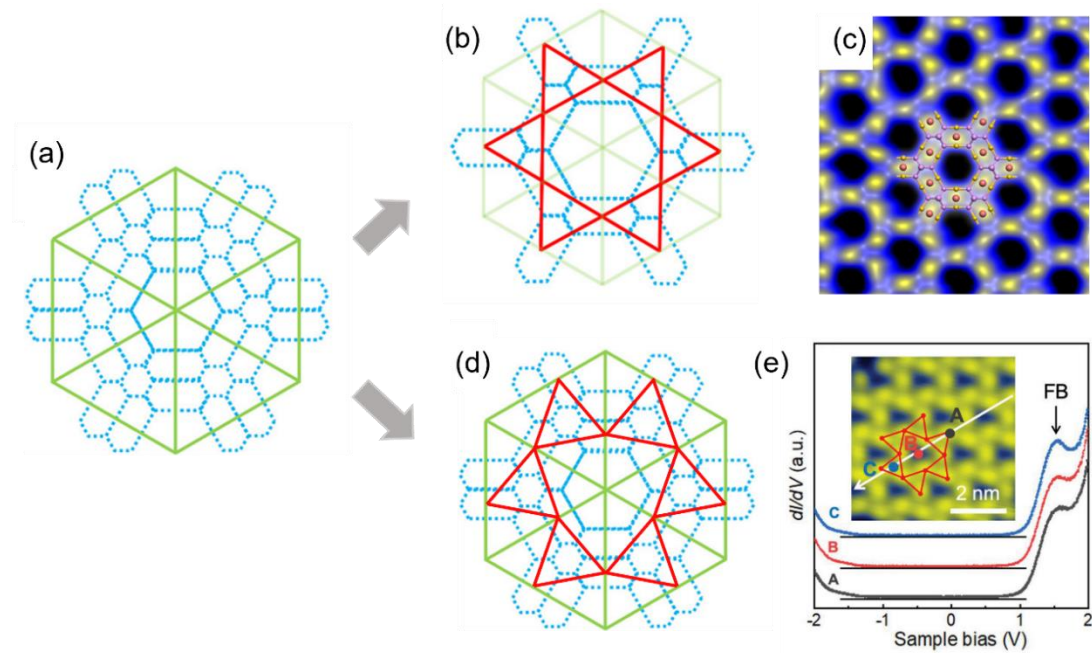 (a)
(b)
(c)
(d)
(e)
FB
A
B
C
2 nm
C
B
A
dI/dV (a.u.)
-2
-1
0
1
2
Sample bias (V)